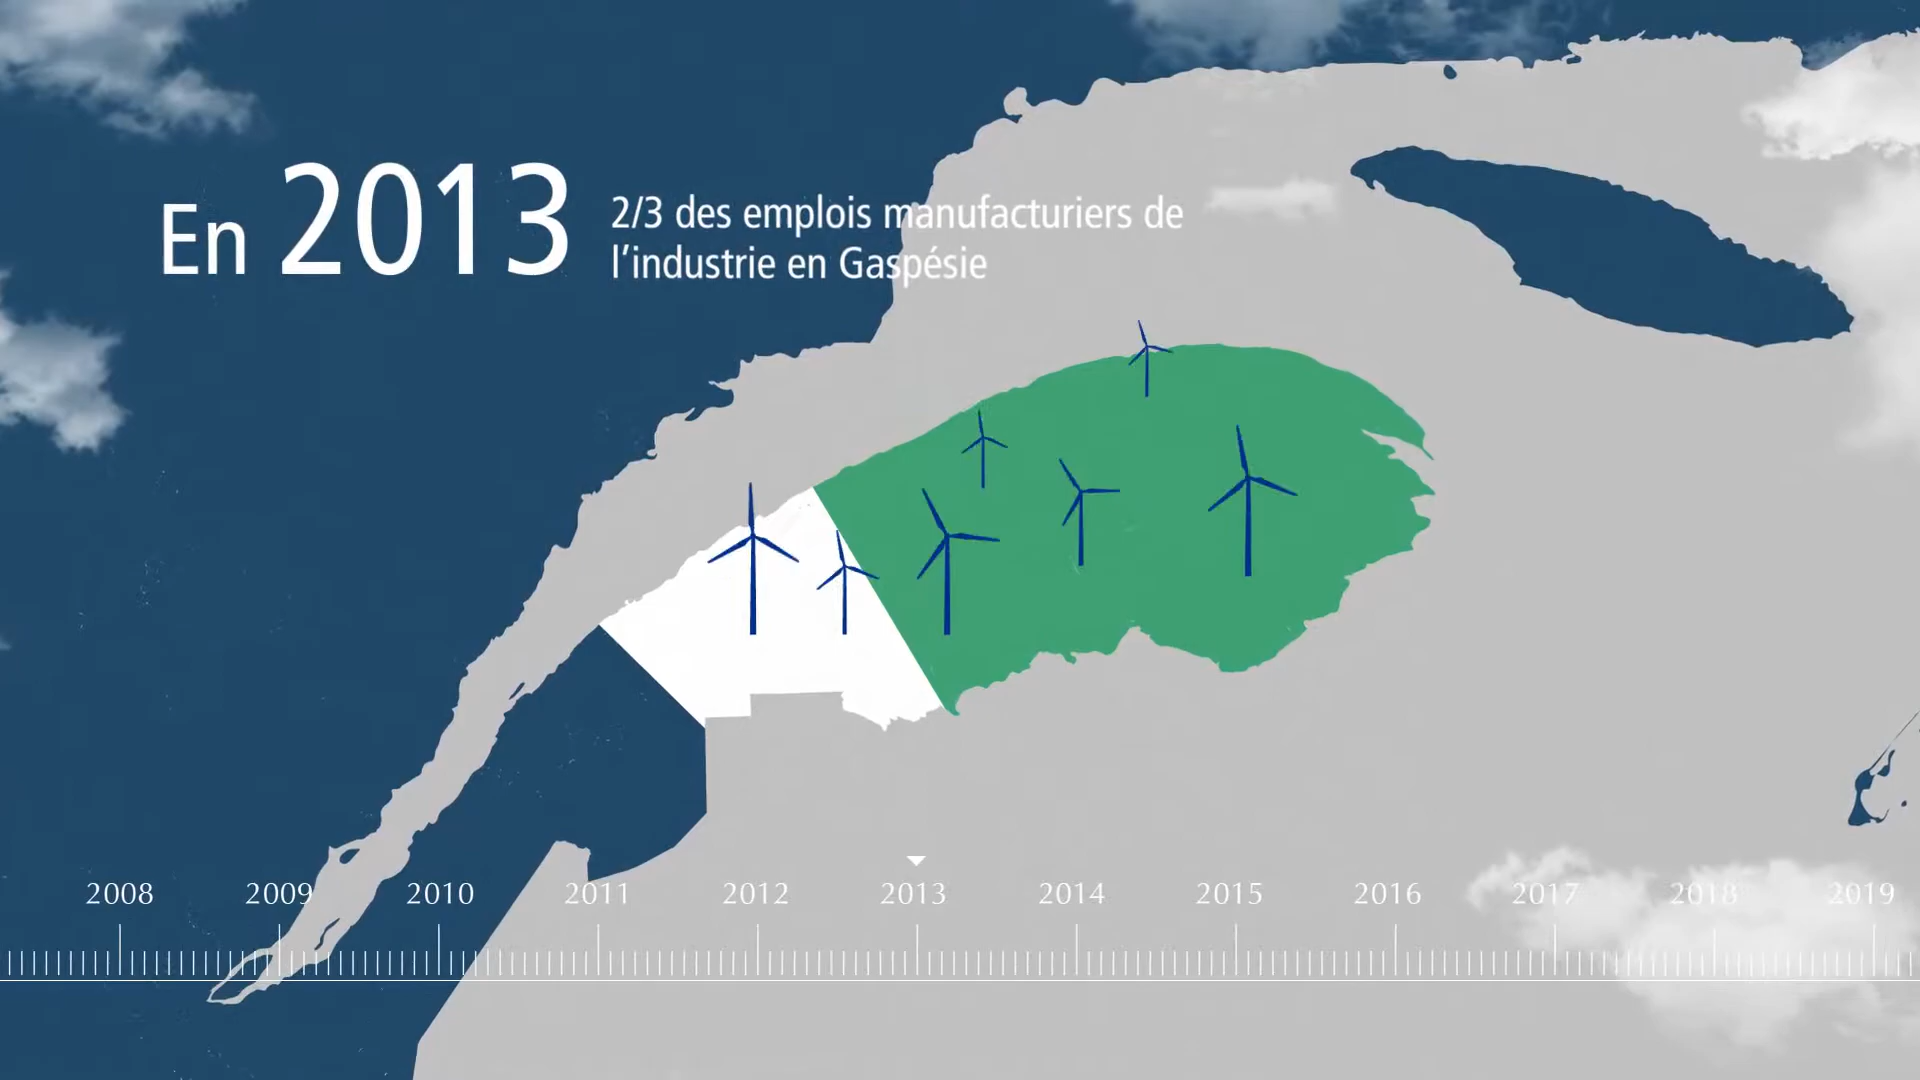 En 2013
2/3 des emplois manufacturiers de
l'industrie en Gaspésie
2008 2009 2010 2011 2012 2013 2014 2015 2016 2017 2018 2019